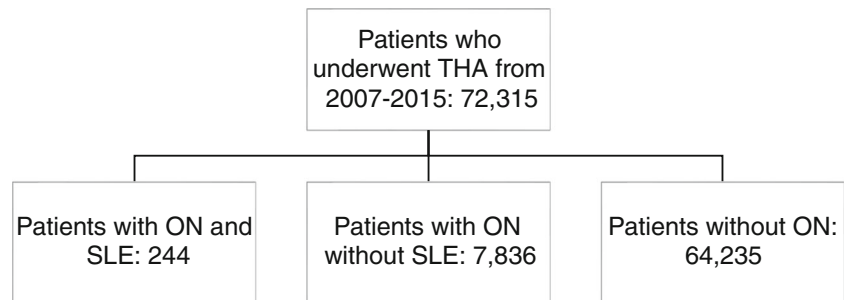 Patients who
underwent THA from
2007-2015: 72,315
Patients with ON and
SLE: 244
Patients with ON
without SLE: 7,836
Patients without ON:
64,235